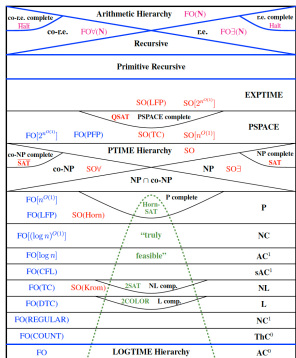 Arithmetic Hierarchy FO(N)
co-r.e. complete
r.e. complete
Halt
Halt
co-r.e. FO∀(N)
r.e. FO∃(N)
Recursive
Primitive Recursive
SO(LFP) SO[2^{n^{O(1)}}] EXPTIME
QSAT PSPACE complete
FO[2^{n^{O(1)}}] FO(PFP) SO(TC) SO[n^{O(1)}] PSPACE
PTIME Hierarchy SO
co-NP complete
NP complete
SAT
SAT
co-NP SO∀
NP SO∃
NP ∩ co-NP
FO[n^{O(1)}]
P complete
Horn-
SAT
FO(LFP) SO(Horn) P
FO[(log n)^{O(1)}] “truly NC
FO[log n] feasible” AC¹
FO(CFL) sAC¹
FO(TC) SO(Krom) 2SAT NL comp. NL
FO(DTC) 2COLOR L comp. L
FO(REGULAR) NC¹
FO(COUNT) ThC⁰
FO LOGTIME Hierarchy AC⁰